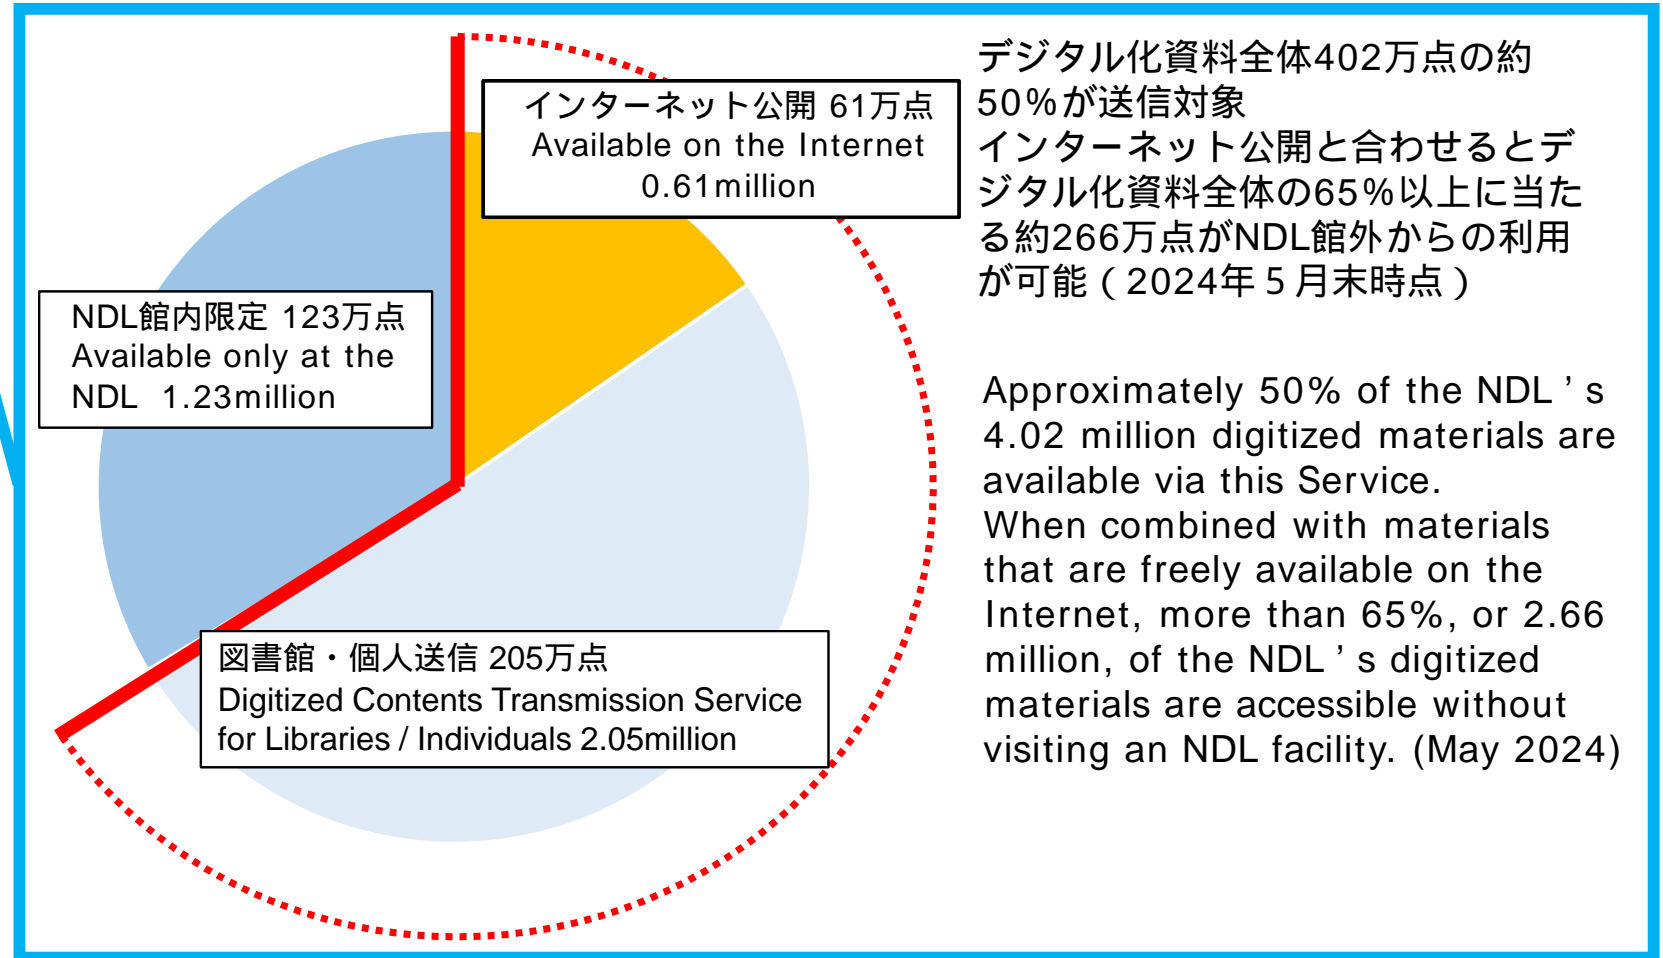 インターネット公開 61万点
Available on the Internet
0.61million
NDL館内限定 123万点
Available only at the
NDL 1.23million
図書館・個人送信 205万点
Digitized Contents Transmission Service
for Libraries / Individuals 2.05million
デジタル化資料全体402万点の約
50%が送信対象
インターネット公開と合わせるとデ
ジタル化資料全体の65%以上に当た
る約266万点がNDL館外からの利用
が可能（2024年５月末時点）
Approximately 50% of the NDL’s
4.02 million digitized materials are
available via this Service.
When combined with materials
that are freely available on the
Internet, more than 65%, or 2.66
million, of the NDL’s digitized
materials are accessible without
visiting an NDL facility. (May 2024)